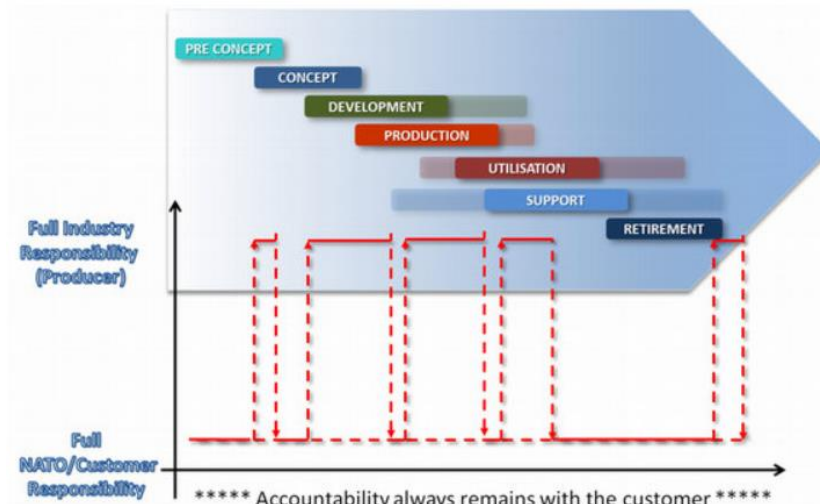 PRE CONCEPT
CONCEPT
DEVELOPMENT
PRODUCTION
UTILISATION
SUPPORT
RETIREMENT
Full Industry
Responsibility
(Producer)
Full
NATO/Customer
Responsibility
***** Accountability always remains with the customer *****